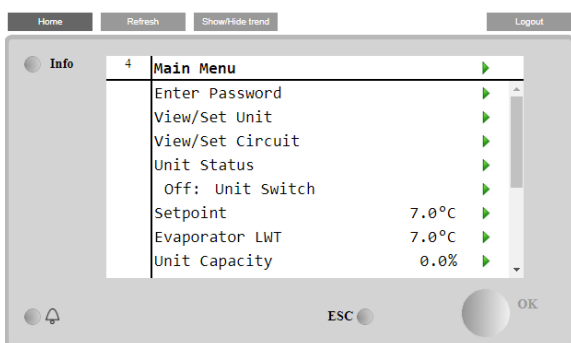 Home Refresh Show/Hide trend Logout
Info
4 Main Menu
Enter Password
View/Set Unit
View/Set Circuit
Unit Status
Off: Unit Switch
Setpoint 7.0°C
Evaporator LWT 7.0°C
Unit Capacity 0.0%
ESC OK